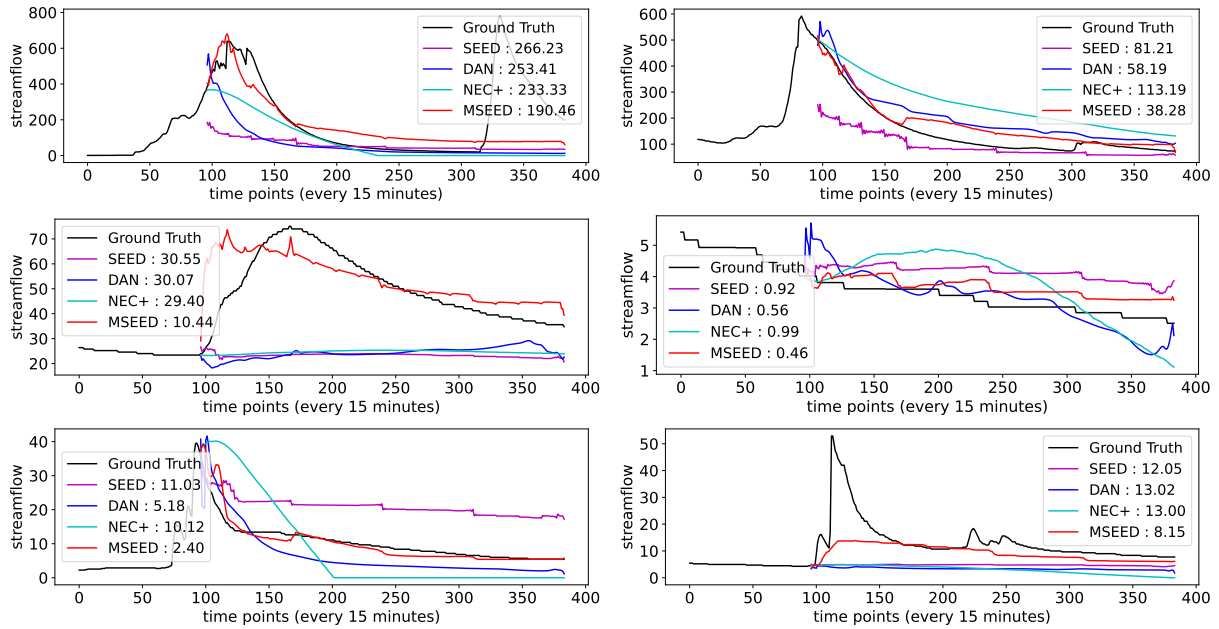 800
600
400
200
0
streamflow
Ground Truth
SEED : 266.23
DAN : 253.41
NEC+ : 233.33
MSEED : 190.46
0 50 100 150 200 250 300 350 400
time points (every 15 minutes)
600
500
400
300
200
100
streamflow
Ground Truth
SEED : 81.21
DAN : 58.19
NEC+ : 113.19
MSEED : 38.28
0 50 100 150 200 250 300 350 400
time points (every 15 minutes)
70
60
50
40
30
20
streamflow
Ground Truth
SEED : 30.55
DAN : 30.07
NEC+ : 29.40
MSEED : 10.44
0 50 100 150 200 250 300 350 400
time points (every 15 minutes)
5
4
3
2
1
streamflow
Ground Truth
SEED : 0.92
DAN : 0.56
NEC+ : 0.99
MSEED : 0.46
0 50 100 150 200 250 300 350 400
time points (every 15 minutes)
40
30
20
10
0
streamflow
Ground Truth
SEED : 11.03
DAN : 5.18
NEC+ : 10.12
MSEED : 2.40
0 50 100 150 200 250 300 350 400
time points (every 15 minutes)
50
40
30
20
10
0
streamflow
Ground Truth
SEED : 12.05
DAN : 13.02
NEC+ : 13.00
MSEED : 8.15
0 50 100 150 200 250 300 350 400
time points (every 15 minutes)